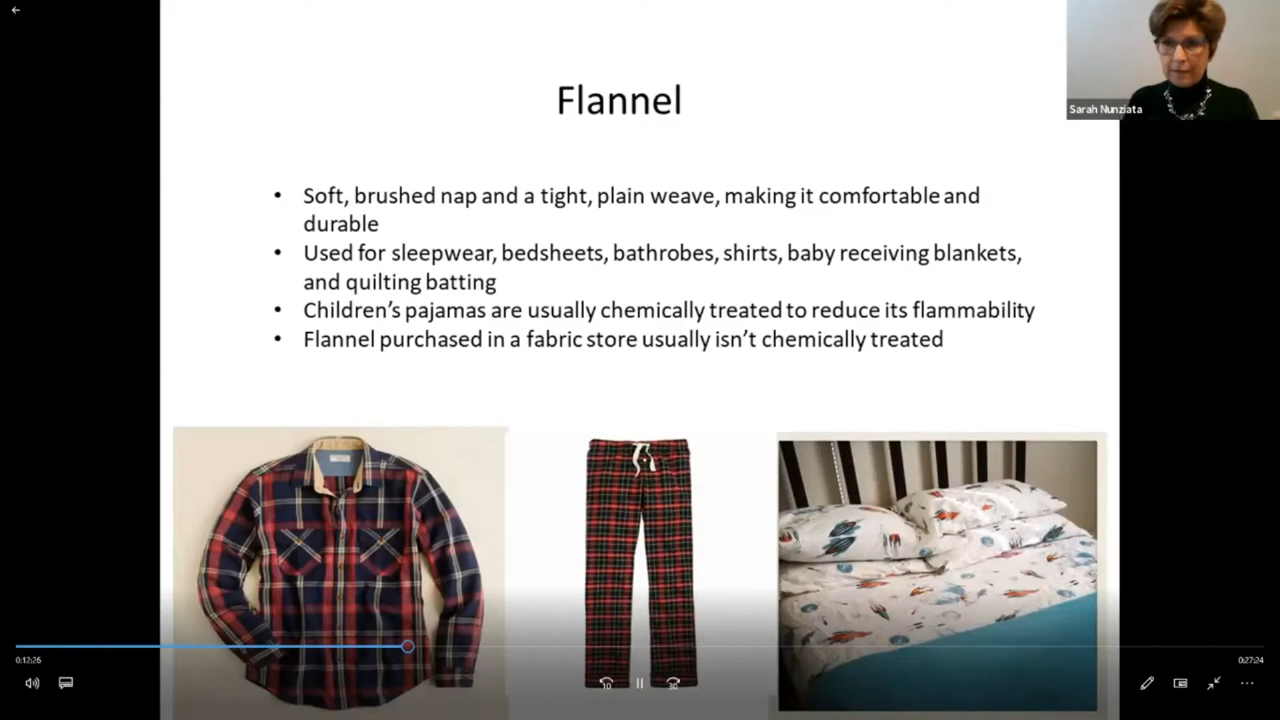 Sarah Nunziata
Flannel
• Soft, brushed nap and a tight, plain weave, making it comfortable and
durable
• Used for sleepwear, bedsheets, bathrobes, shirts, baby receiving blankets,
and quilting batting
• Children’s pajamas are usually chemically treated to reduce its flammability
• Flannel purchased in a fabric store usually isn’t chemically treated
0:12:26
0:27:24
10
30